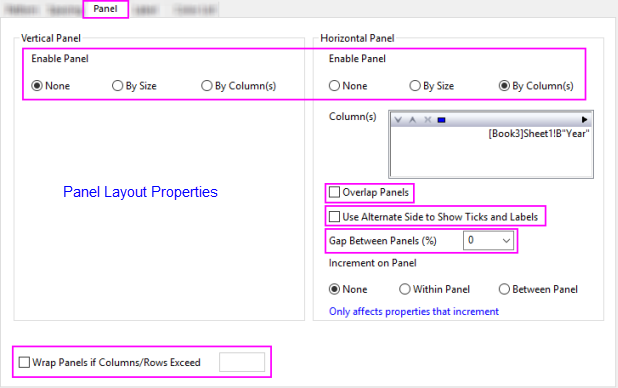 Panel
Vertical Panel
Enable Panel
None By Size By Column(s)
Panel Layout Properties
Horizontal Panel
Enable Panel
None By Size By Column(s)
Column(s)
[Book3]Sheet1!B"Year"
Overlap Panels
Use Alternate Side to Show Ticks and Labels
Gap Between Panels (%) 0
Increment on Panel
None Within Panel Between Panel
Only affects properties that increment
Wrap Panels if Columns/Rows Exceed